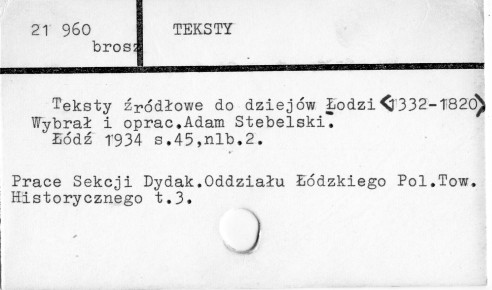 21 960 TEKSTY
brosz
Teksty źródłowe do dziejów Łodzi <1332-1820>
Wybrał i oprac.Adam Stebelski.
Łódź 1934 s.45,nlb.2.
Prace Sekcji Dydak.Oddziału Łódzkiego Pol.Tow.
Historycznego t.3.